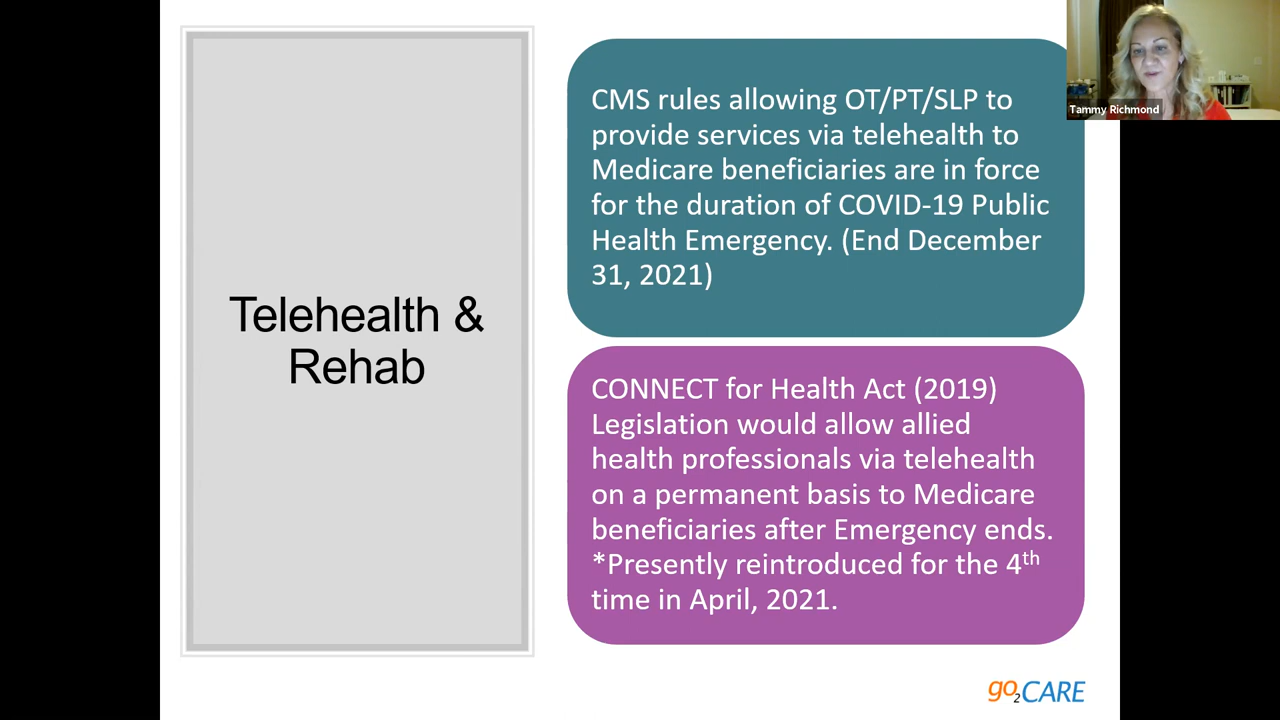 Telehealth &
Rehab
CMS rules allowing OT/PT/SLP to
provide services via telehealth to
Medicare beneficiaries are in force
for the duration of COVID-19 Public
Health Emergency. (End December
31, 2021)
CONNECT for Health Act (2019)
Legislation would allow allied
health professionals via telehealth
on a permanent basis to Medicare
beneficiaries after Emergency ends.
*Presently reintroduced for the 4th
time in April, 2021.
Tammy Richmond
go2CARE